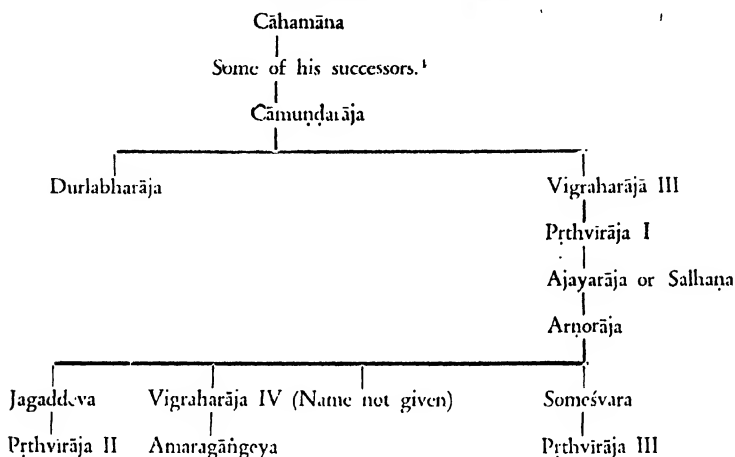 Cāhamāna
Some of his successors.¹
Cāmuṇḍarāja
Durlabharāja Vigraharājā III
Pṛthvirāja I
Ajayarāja or Salhaṇa
Arṇorāja
Jagaddeva Vigraharāja IV (Name not given) Someśvara
Pṛthvirāja II Amaragāṅgeya Pṛthvīrāja III